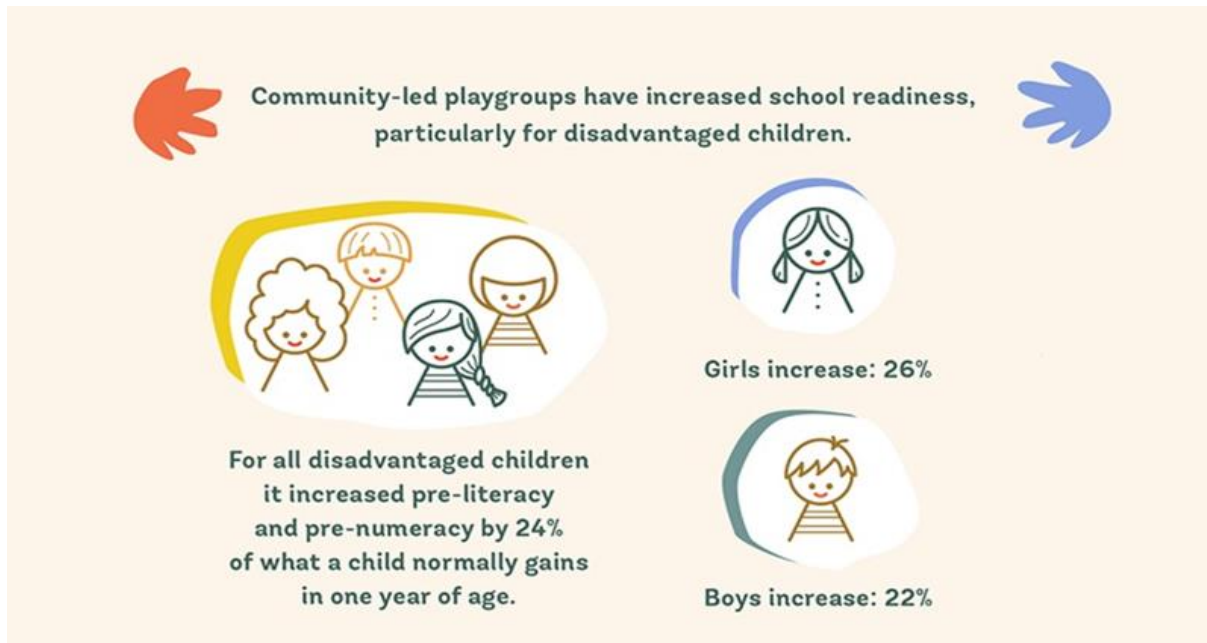 Community-led playgroups have increased school readiness,
particularly for disadvantaged children.
For all disadvantaged children
it increased pre-literacy
and pre-numeracy by 24%
of what a child normally gains
in one year of age.
Girls increase: 26%
Boys increase: 22%